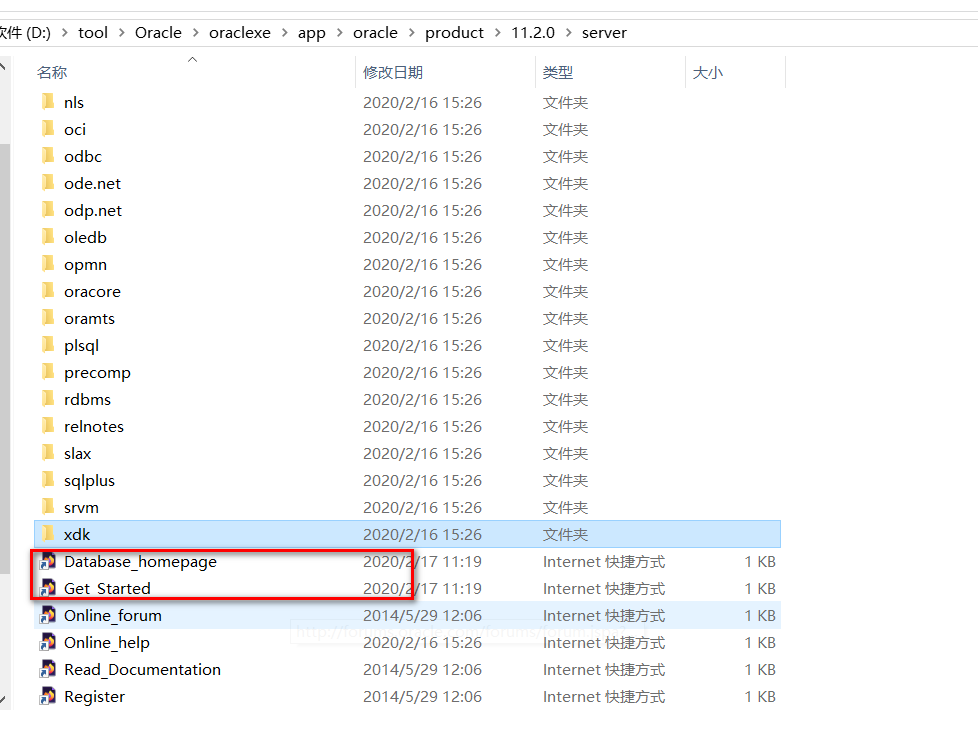 软件 (D:) > tool > Oracle > oraclexe > app > oracle > product > 11.2.0 > server
名称 修改日期 类型 大小
nls 2020/2/16 15:26 文件夹
oci 2020/2/16 15:26 文件夹
odbc 2020/2/16 15:26 文件夹
ode.net 2020/2/16 15:26 文件夹
odp.net 2020/2/16 15:26 文件夹
oledb 2020/2/16 15:26 文件夹
opmn 2020/2/16 15:26 文件夹
oracore 2020/2/16 15:26 文件夹
oramts 2020/2/16 15:26 文件夹
plsql 2020/2/16 15:26 文件夹
precomp 2020/2/16 15:26 文件夹
rdbms 2020/2/16 15:26 文件夹
relnotes 2020/2/16 15:26 文件夹
slax 2020/2/16 15:26 文件夹
sqlplus 2020/2/16 15:26 文件夹
srvm 2020/2/16 15:26 文件夹
xdk 2020/2/16 15:26 文件夹
Database_homepage 2020/2/17 11:19 Internet 快捷方式 1 KB
Get_Started 2020/2/17 11:19 Internet 快捷方式 1 KB
Online_forum 2014/5/29 12:06 Internet 快捷方式 1 KB
Online_help 2020/2/16 15:26 Internet 快捷方式 1 KB
Read_Documentation 2014/5/29 12:06 Internet 快捷方式 1 KB
Register 2014/5/29 12:06 Internet 快捷方式 1 KB